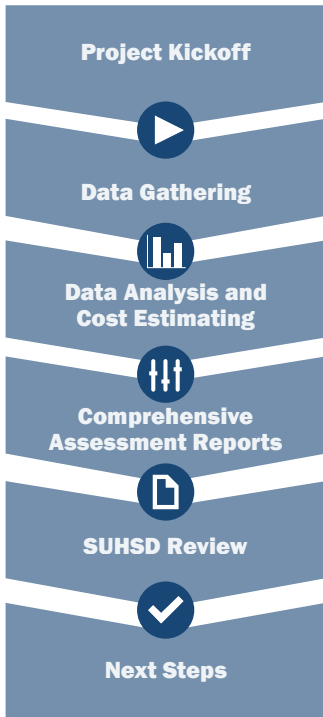 Project Kickoff
Data Gathering
Data Analysis and
Cost Estimating
Comprehensive
Assessment Reports
SUHSD Review
Next Steps